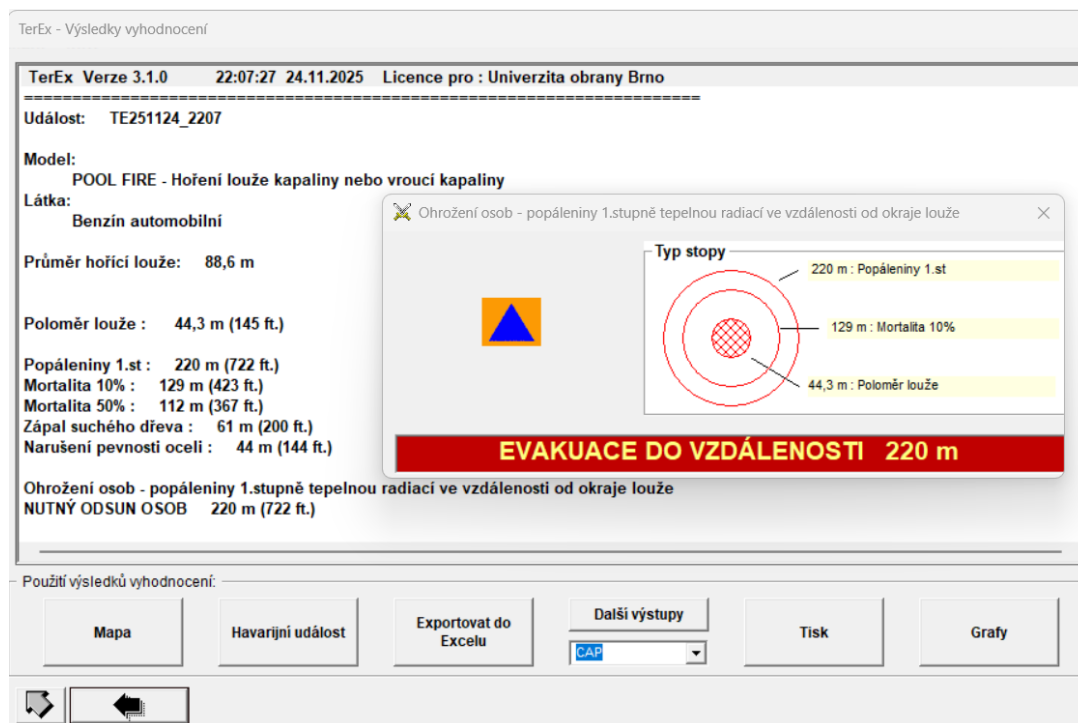 TerEx - Výsledky vyhodnocení
TerEx Verze 3.1.0 22:07:27 24.11.2025 Licence pro : Univerzita obrany Brno
======================================================================
Událost: TE251124_2207
Model:
POOL FIRE - Hoření louže kapaliny nebo vroucí kapaliny
Látka:
Benzín automobilní
Průměr hořící louže: 88,6 m
Poloměr louže : 44,3 m (145 ft.)
Popáleniny 1.st : 220 m (722 ft.)
Mortalita 10% : 129 m (423 ft.)
Mortalita 50% : 112 m (367 ft.)
Zápal suchého dřeva : 61 m (200 ft.)
Narušení pevnosti oceli : 44 m (144 ft.)
Ohrožení osob - popáleniny 1.stupně tepelnou radiací ve vzdálenosti od okraje louže
NUTNÝ ODSUN OSOB 220 m (722 ft.)
Ohrožení osob - popáleniny 1.stupně tepelnou radiací ve vzdálenosti od okraje louže
Typ stopy
220 m : Popáleniny 1.st
129 m : Mortalita 10%
44,3 m : Poloměr louže
EVAKUACE DO VZDÁLENOSTI 220 m
Použití výsledků vyhodnocení:
Mapa
Havarijní událost
Exportovat do
Excelu
Další výstupy
CAP
Tisk
Grafy